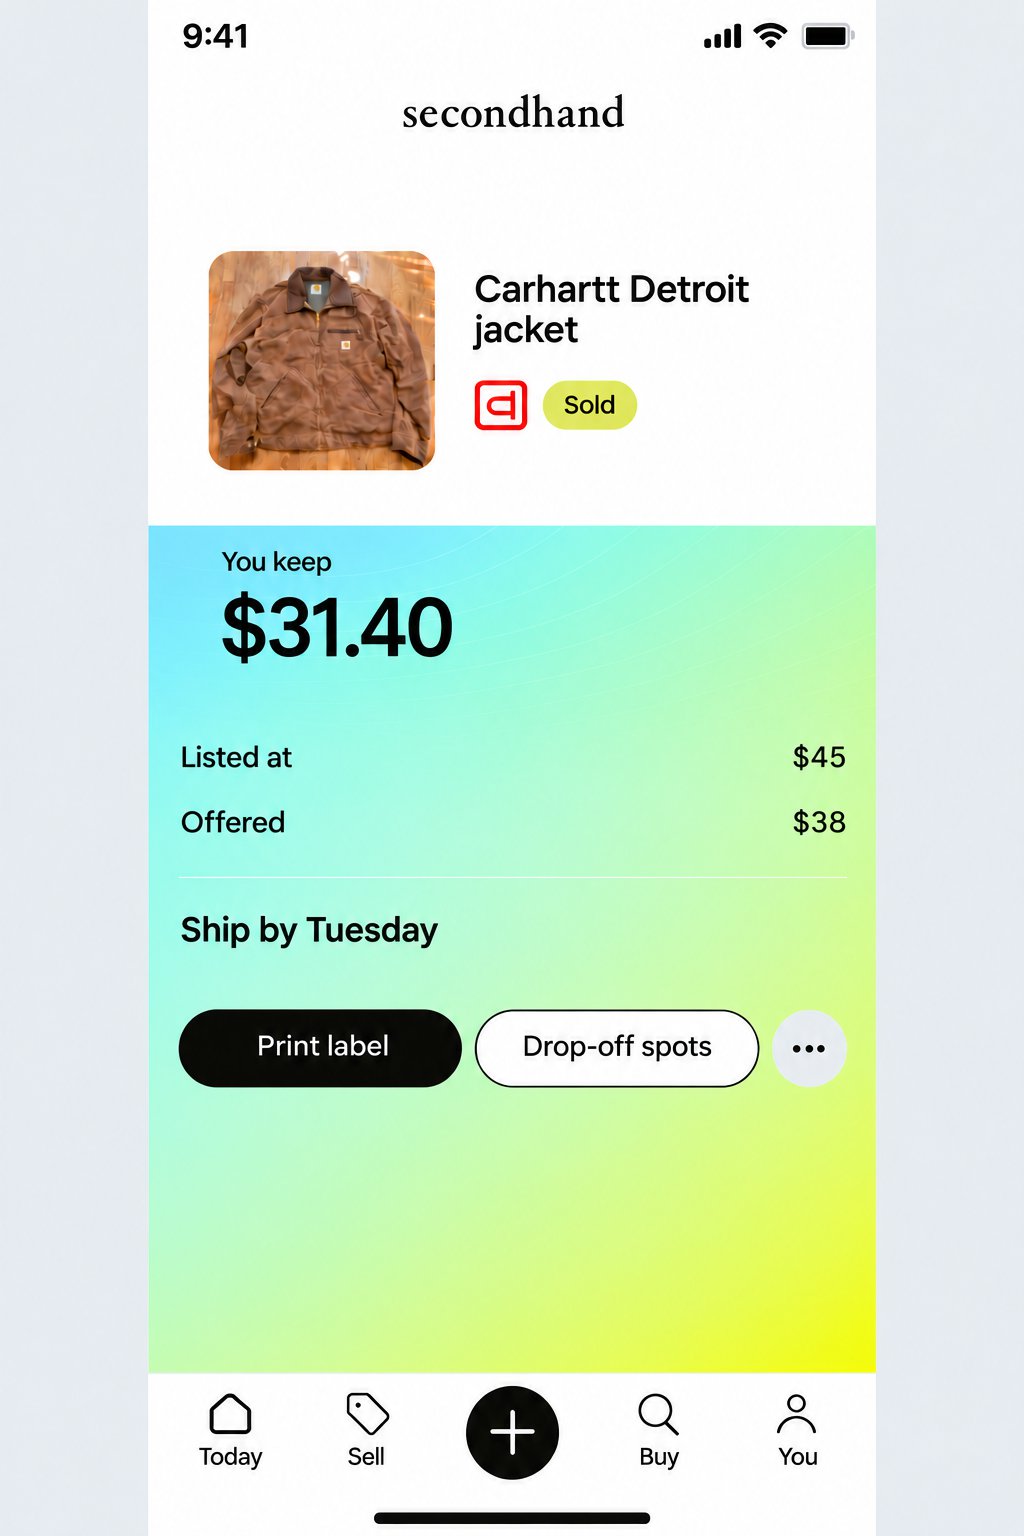 9:41
secondhand
Carhartt Detroit
jacket
Sold
You keep
$31.40
Listed at $45
Offered $38
Ship by Tuesday
Print label Drop-off spots
Today Sell Buy You